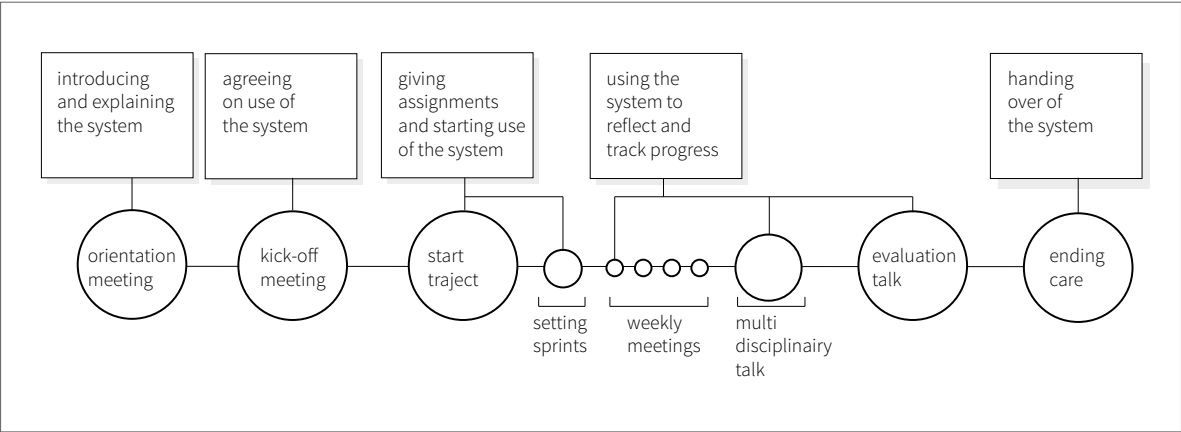 introducing
and explaining
the system
agreeing
on use of
the system
giving
assignments
and starting use
of the system
using the
system to
reflect and
track progress
handing
over of
the system
orientation
meeting
kick-off
meeting
start
traject
evaluation
talk
ending
care
setting
sprints
weekly
meetings
multi
disciplinairy
talk